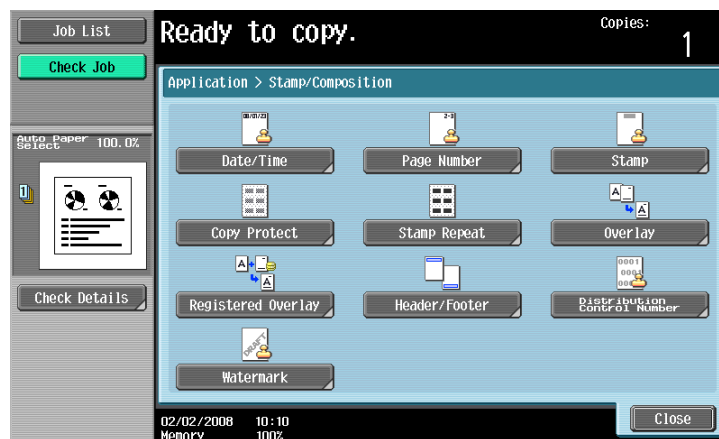 Job List
Check Job
Ready to copy.
Copies:
1
Application > Stamp/Composition
Auto Paper
Select 100.0%
1
Date/Time
Page Number
Stamp
Copy Protect
Stamp Repeat
Overlay
Registered Overlay
Header/Footer
Distribution
Control Number
Watermark
DRAFT
Check Details
02/02/2008 10:10
Memory 100%
Close